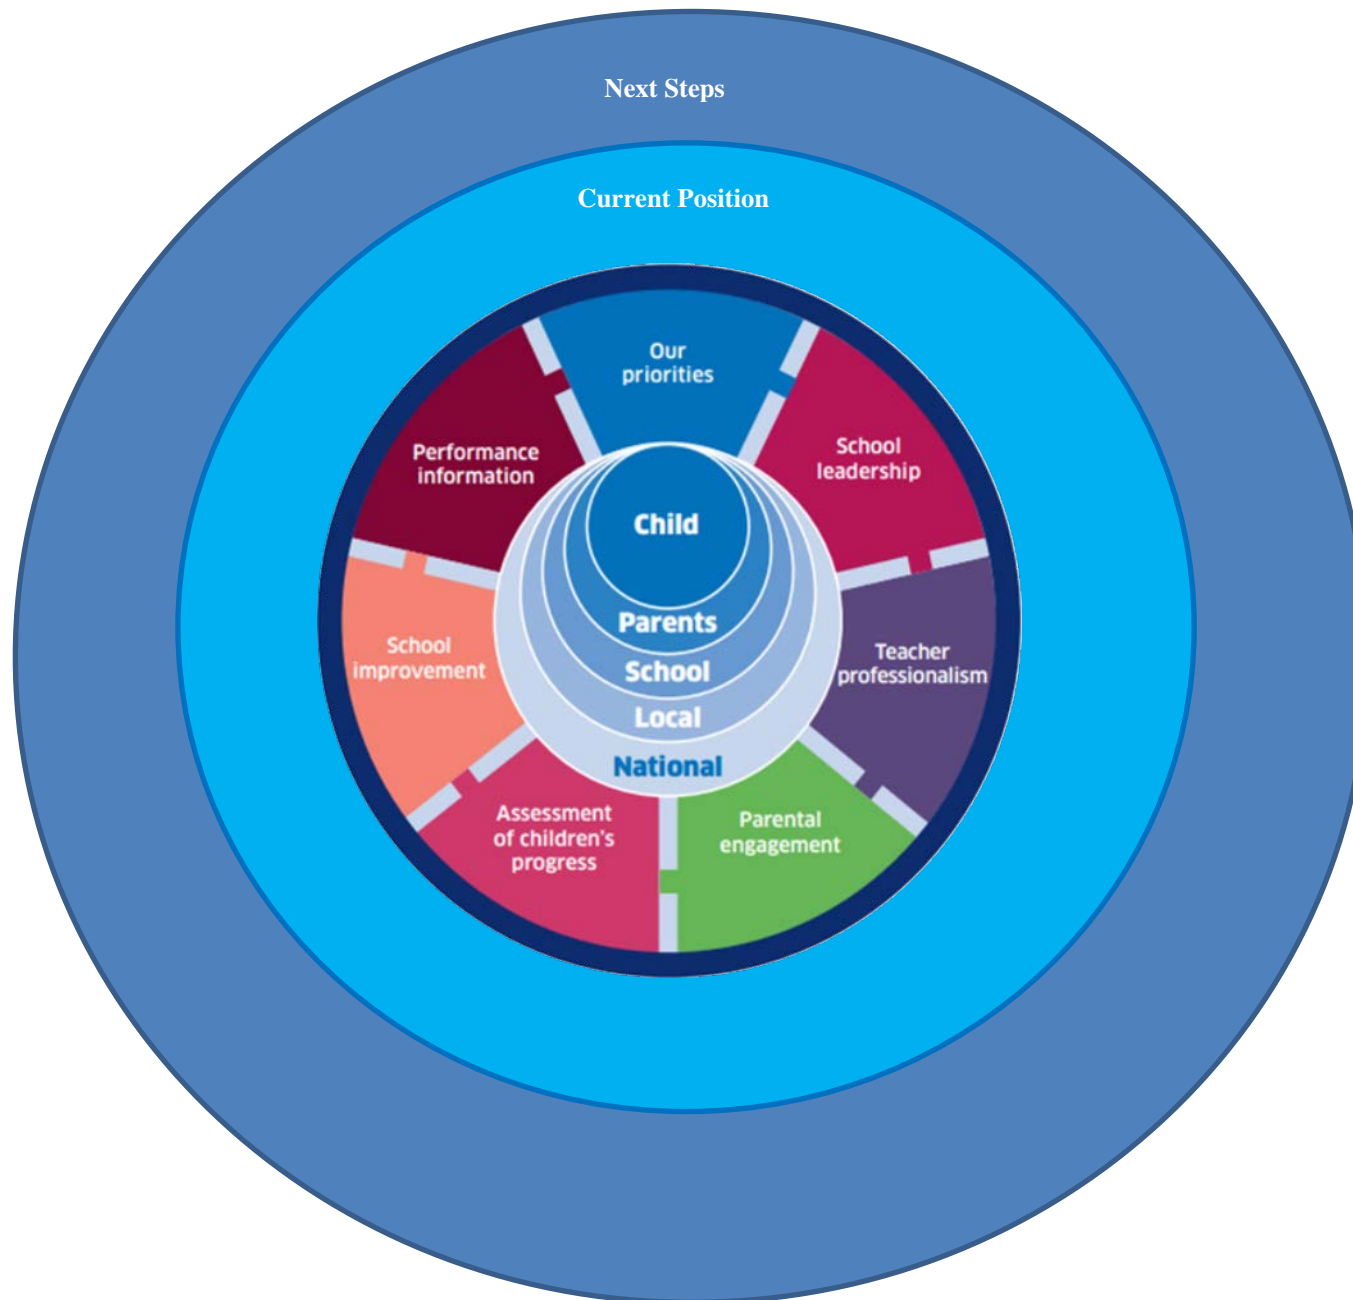 Next Steps
Current Position
Our
priorities
School
leadership
Performance
information
Child
Parents
School
Local
National
School
improvement
Teacher
professionalism
Assessment
of children's
progress
Parental
engagement